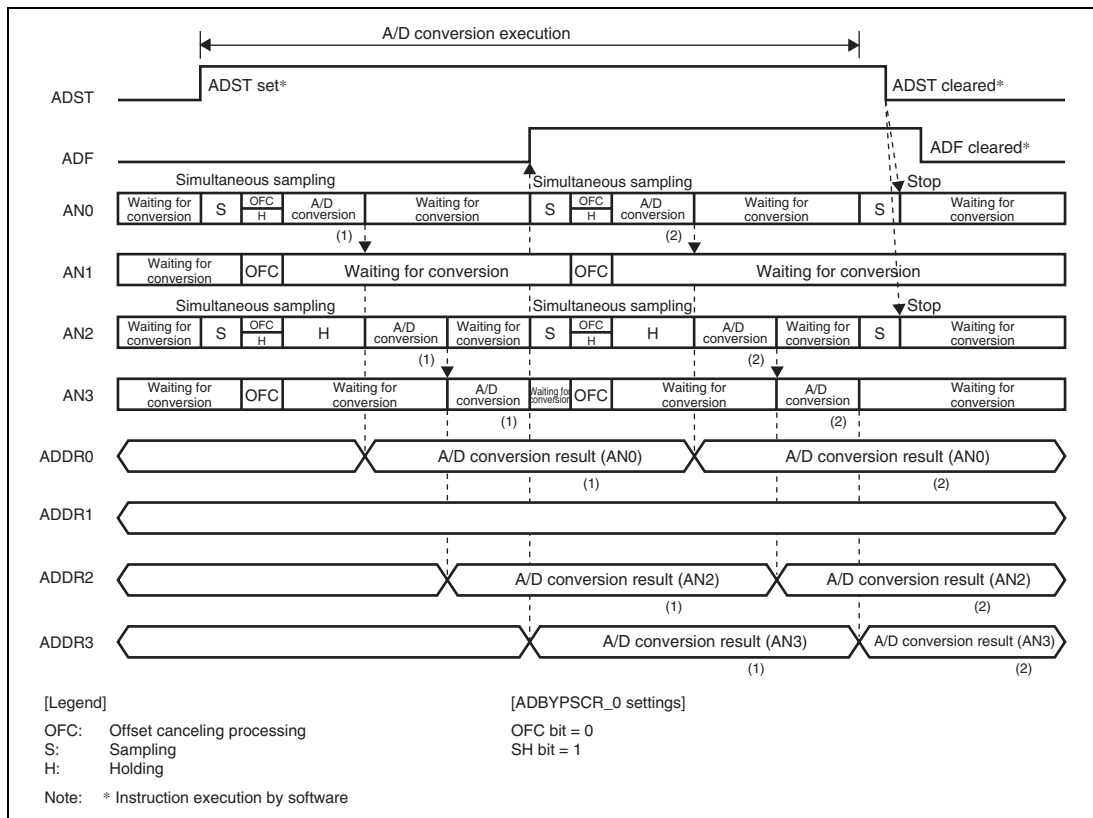 A/D conversion execution
ADST
ADST set*
ADST cleared*
ADF
ADF cleared*
Simultaneous sampling
Simultaneous sampling
Stop
AN0
Waiting for conversion
S
OFC
H
A/D conversion
Waiting for conversion
S
OFC
H
A/D conversion
Waiting for conversion
S
Waiting for conversion
(1)
(2)
AN1
Waiting for conversion
OFC
Waiting for conversion
OFC
Waiting for conversion
Simultaneous sampling
Simultaneous sampling
Stop
AN2
Waiting for conversion
S
OFC
H
H
A/D conversion
Waiting for conversion
S
OFC
H
H
A/D conversion
Waiting for conversion
S
Waiting for conversion
(1)
(2)
AN3
Waiting for conversion
OFC
Waiting for conversion
A/D conversion
Waiting for conversion
OFC
Waiting for conversion
A/D conversion
Waiting for conversion
(1)
(2)
ADDR0
A/D conversion result (AN0)
A/D conversion result (AN0)
(1)
(2)
ADDR1
ADDR2
A/D conversion result (AN2)
A/D conversion result (AN2)
(1)
(2)
ADDR3
A/D conversion result (AN3)
A/D conversion result (AN3)
(1)
(2)
[Legend]
OFC: Offset canceling processing
S: Sampling
H: Holding
[ADBYPSCR_0 settings]
OFC bit = 0
SH bit = 1
Note: * Instruction execution by software